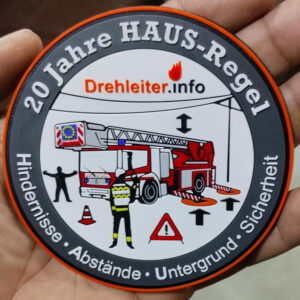 20 Jahre HAUS-Regel
Drehleiter.info
Hindernisse · Abstände · Untergrund · Sicherheit